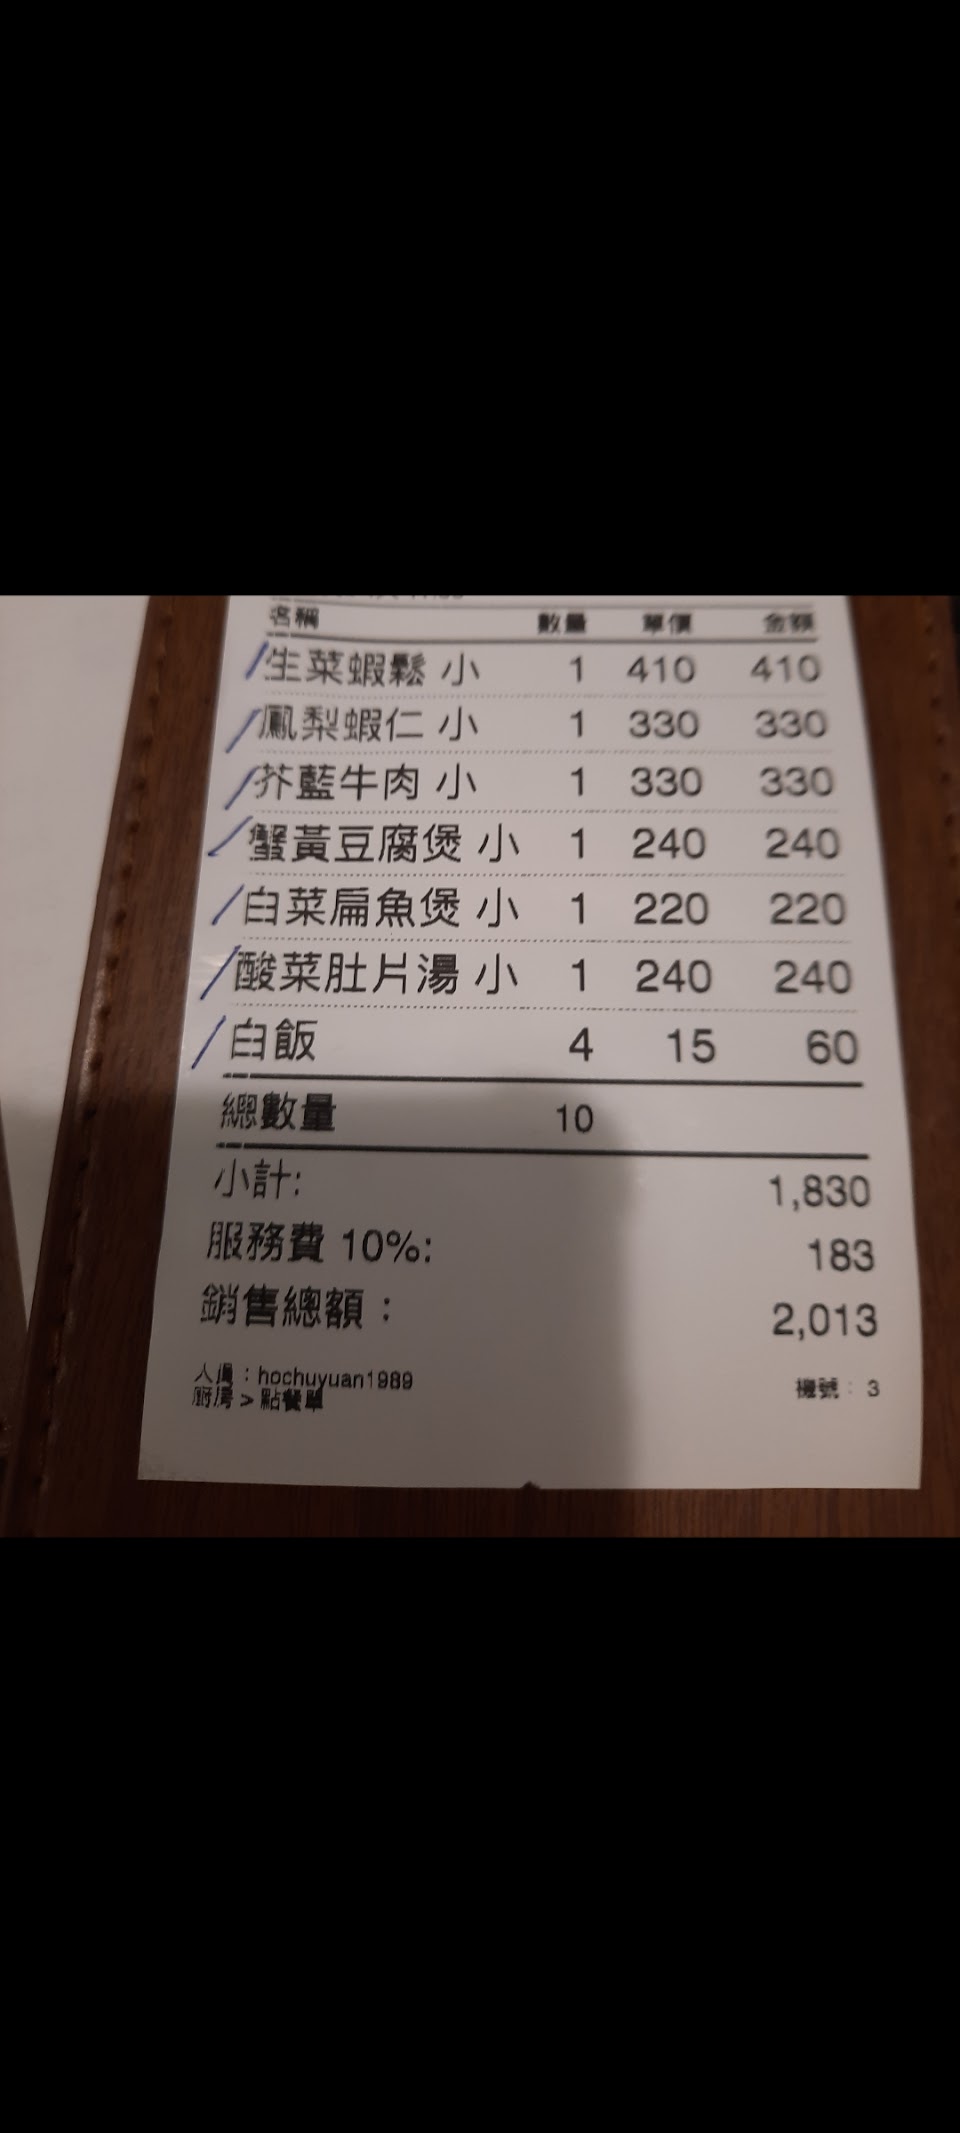 名稱 數量 單價 金額
生菜蝦鬆 小 1 410 410
鳳梨蝦仁 小 1 330 330
芥藍牛肉 小 1 330 330
蟹黃豆腐煲 小 1 240 240
白菜扁魚煲 小 1 220 220
酸菜肚片湯 小 1 240 240
白飯 4 15 60
總數量 10
小計: 1,830
服務費 10%: 183
銷售總額： 2,013
人員：hochuyuan1989
廚房 > 點餐單 機號： 3